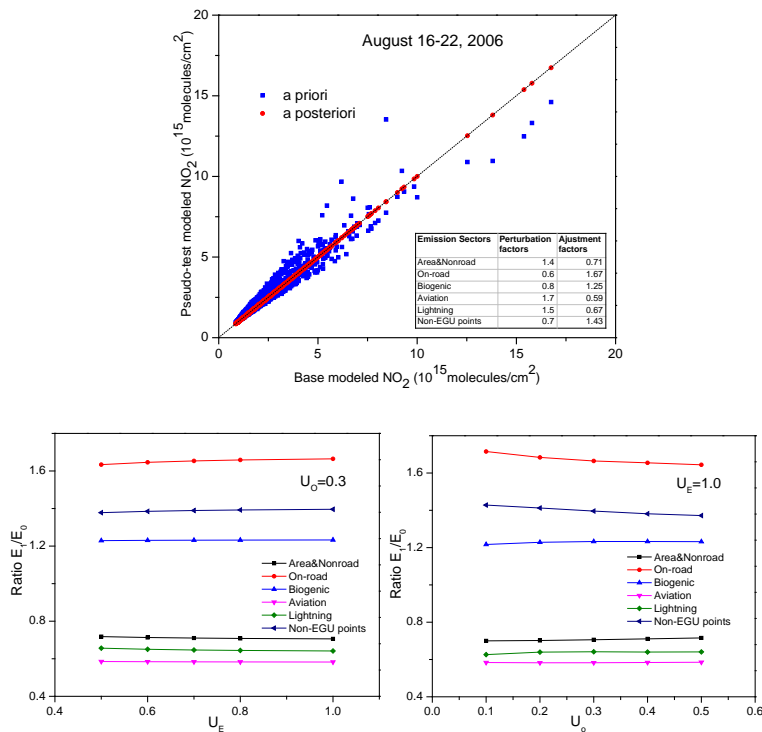 August 16-22, 2006
a priori
a posteriori
Pseudo-test modeled NO2 (10^15 molecules/cm^2)
20
15
10
5
0
Emission Sectors Perturbation factors Ajustment factors
Area&Nonroad 1.4 0.71
On-road 0.6 1.67
Biogenic 0.8 1.25
Aviation 1.7 0.59
Lightning 1.5 0.67
Non-EGU points 0.7 1.43
0 5 10 15 20
Base modeled NO2 (10^15 molecules/cm^2)
Ratio E1/E0
1.6
1.2
0.8
0.4
UO=0.3
Area&Nonroad
On-road
Biogenic
Aviation
Lightning
Non-EGU points
0.4 0.6 0.8 1.0
UE
Ratio E1/E0
1.6
1.2
0.8
0.4
UE=1.0
Area&Nonroad
On-road
Biogenic
Aviation
Lightning
Non-EGU points
0.0 0.1 0.2 0.3 0.4 0.5 0.6
Uo